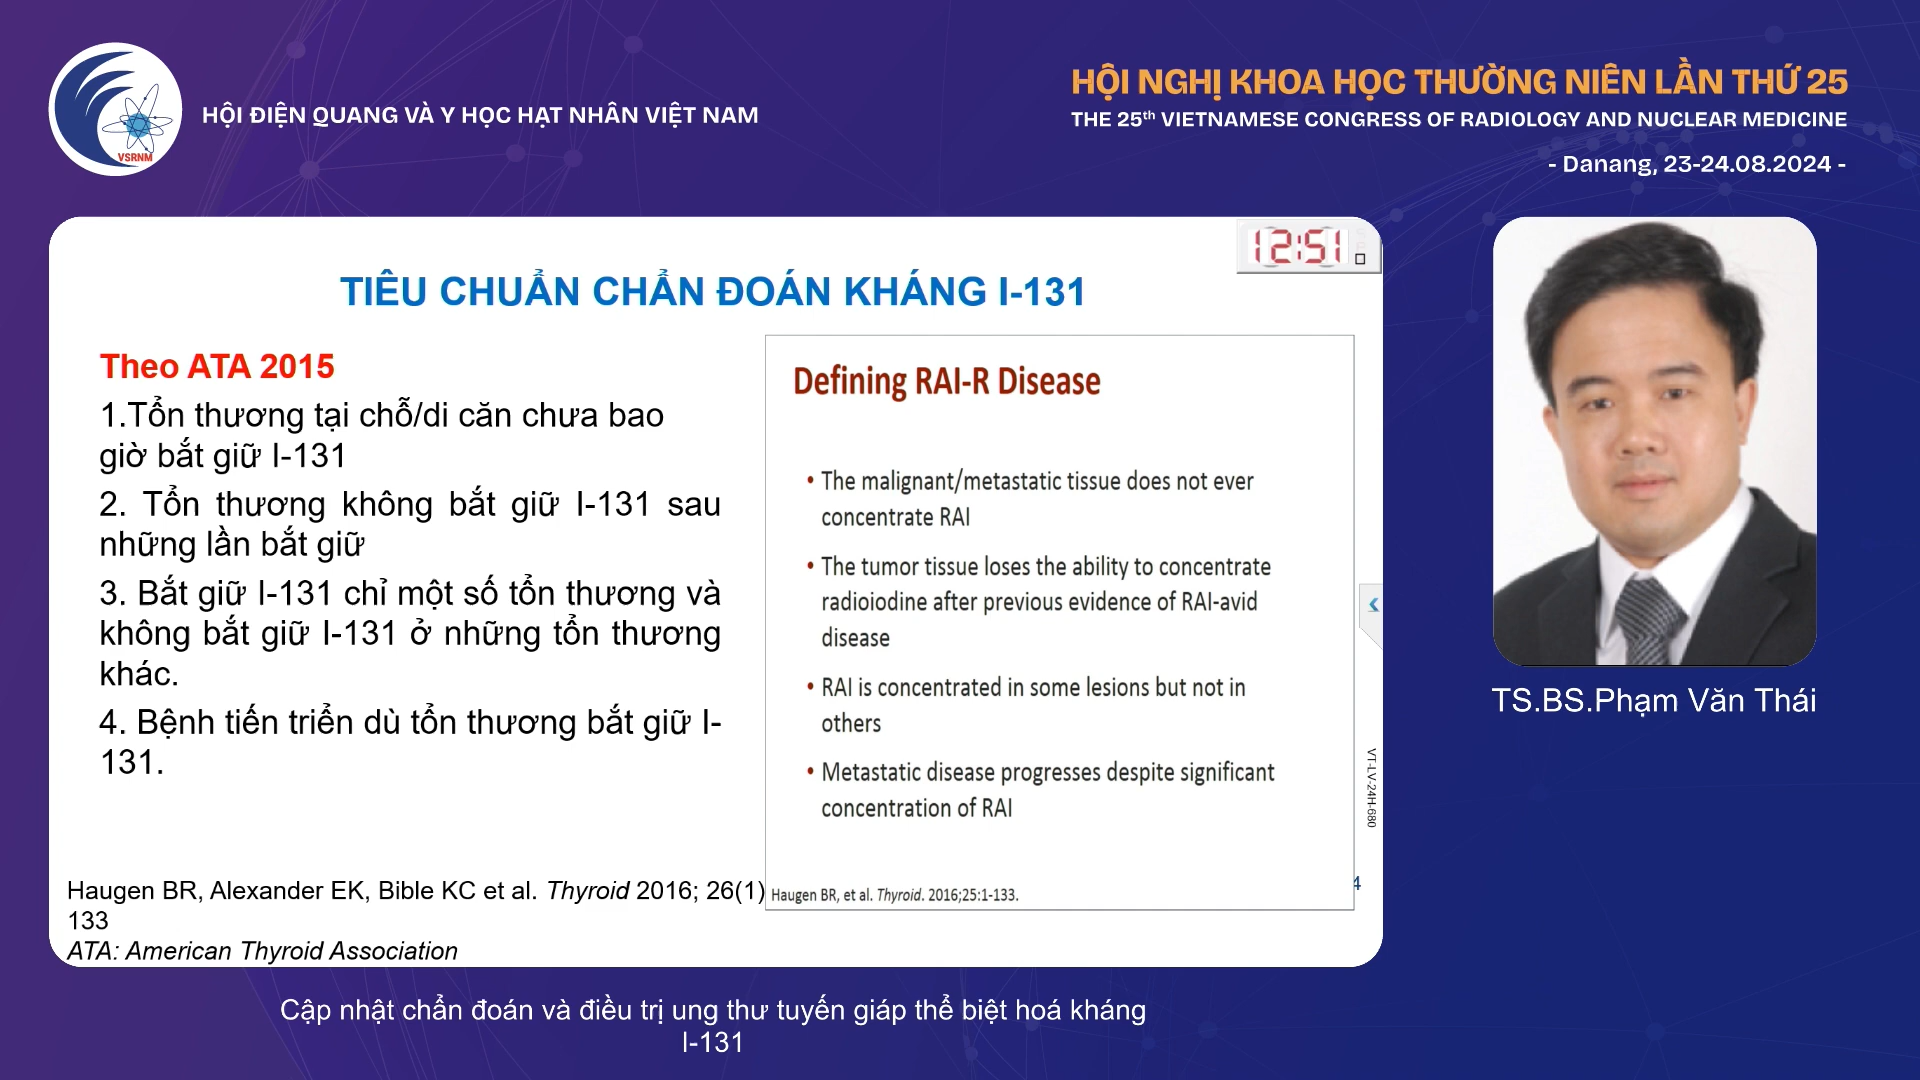 VSRNM
HỘI ĐIỆN QUANG VÀ Y HỌC HẠT NHÂN VIỆT NAM
HỘI NGHỊ KHOA HỌC THƯỜNG NIÊN LẦN THỨ 25
THE 25th VIETNAMESE CONGRESS OF RADIOLOGY AND NUCLEAR MEDICINE
- Danang, 23-24.08.2024 -
12:51
TIÊU CHUẨN CHẨN ĐOÁN KHÁNG I-131
Theo ATA 2015
1.Tổn thương tại chỗ/di căn chưa bao
giờ bắt giữ I-131
2. Tổn thương không bắt giữ I-131 sau
những lần bắt giữ
3. Bắt giữ I-131 chỉ một số tổn thương và
không bắt giữ I-131 ở những tổn thương
khác.
4. Bệnh tiến triển dù tổn thương bắt giữ I-
131.
Haugen BR, Alexander EK, Bible KC et al. Thyroid 2016; 26(1)
133
ATA: American Thyroid Association
Defining RAI-R Disease
• The malignant/metastatic tissue does not ever
concentrate RAI
• The tumor tissue loses the ability to concentrate
radioiodine after previous evidence of RAI-avid
disease
• RAI is concentrated in some lesions but not in
others
• Metastatic disease progresses despite significant
concentration of RAI
Haugen BR, et al. Thyroid. 2016;25:1-133.
4
VT-LV-24H-680
TS.BS.Phạm Văn Thái
Cập nhật chẩn đoán và điều trị ung thư tuyến giáp thể biệt hoá kháng
I-131